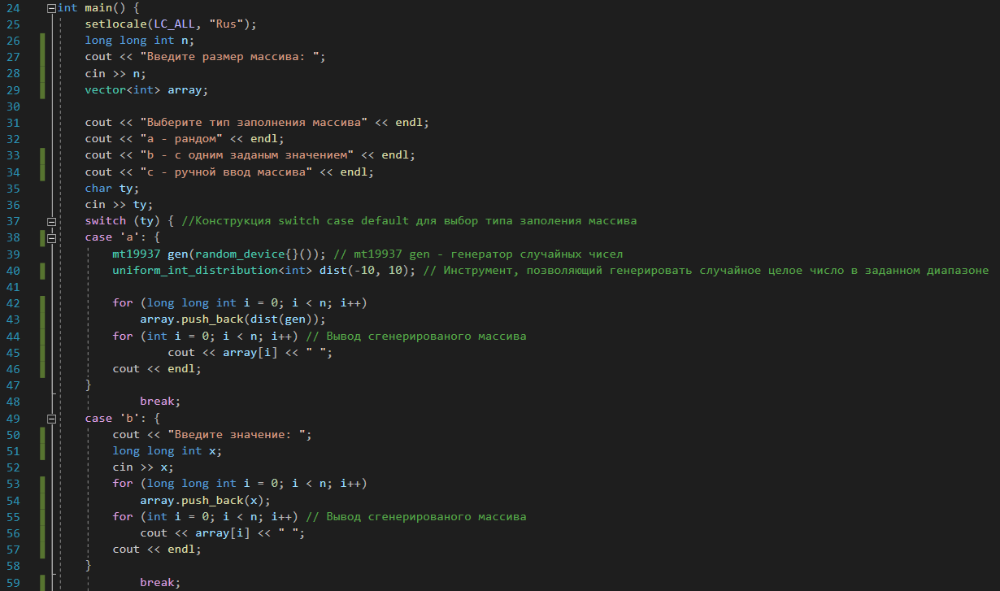 24 int main() {
25 setlocale(LC_ALL, "Rus");
26 long long int n;
27 cout << "Введите размер массива: ";
28 cin >> n;
29 vector<int> array;
30
31 cout << "Выберите тип заполнения массива" << endl;
32 cout << "a - рандом" << endl;
33 cout << "b - с одним заданым значением" << endl;
34 cout << "c - ручной ввод массива" << endl;
35 char ty;
36 cin >> ty;
37 switch (ty) { //Конструкция switch case default для выбор типа заполения массива
38 case 'a': {
39 mt19937 gen(random_device{}()); // mt19937 gen - генератор случайных чисел
40 uniform_int_distribution<int> dist(-10, 10); // Инструмент, позволяющий генерировать случайное целое число в заданном диапазоне
41
42 for (long long int i = 0; i < n; i++)
43 array.push_back(dist(gen));
44 for (int i = 0; i < n; i++) // Вывод сгенерированого массива
45 cout << array[i] << " ";
46 cout << endl;
47 }
48 break;
49 case 'b': {
50 cout << "Введите значение: ";
51 long long int x;
52 cin >> x;
53 for (long long int i = 0; i < n; i++)
54 array.push_back(x);
55 for (int i = 0; i < n; i++) // Вывод сгенерированого массива
56 cout << array[i] << " ";
57 cout << endl;
58 }
59 break;